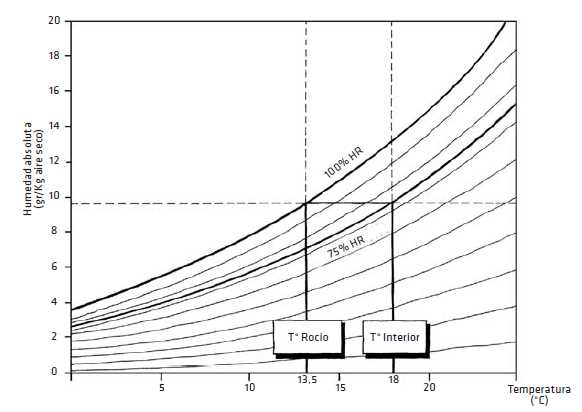 20
18
16
14
12
10
8
6
4
2
0
Humedad absoluta
(gr/Kg aire seco)
100% HR
75% HR
T° Rocio
T° Interior
5
10
13.5
15
18
20
Temperatura
(°C)